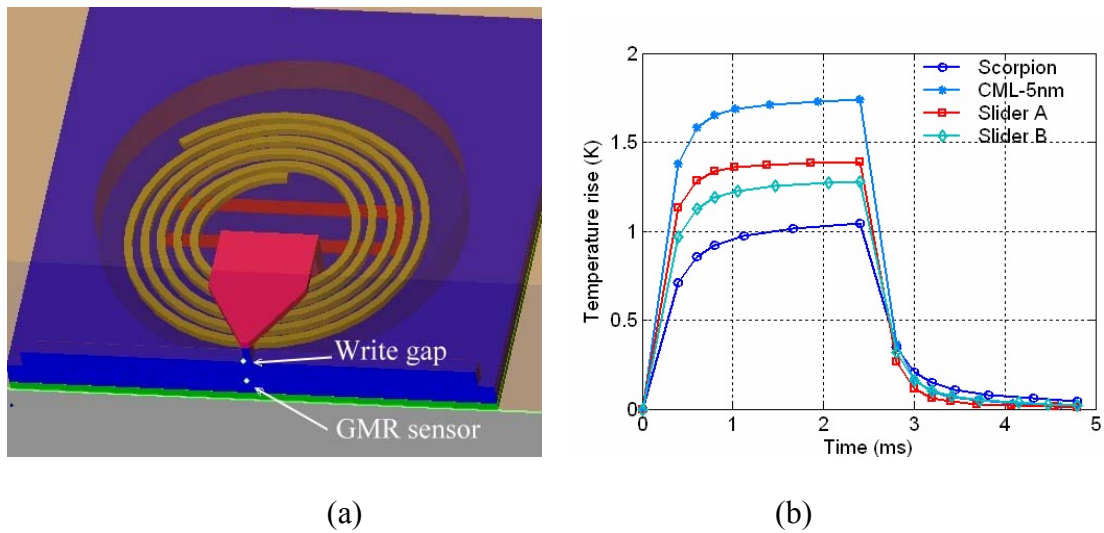 Write gap
GMR sensor
(a)
Temperature rise (K)
2
1.5
1
0.5
0
0 1 2 3 4 5
Time (ms)
Scorpion
CML-5nm
Slider A
Slider B
(b)